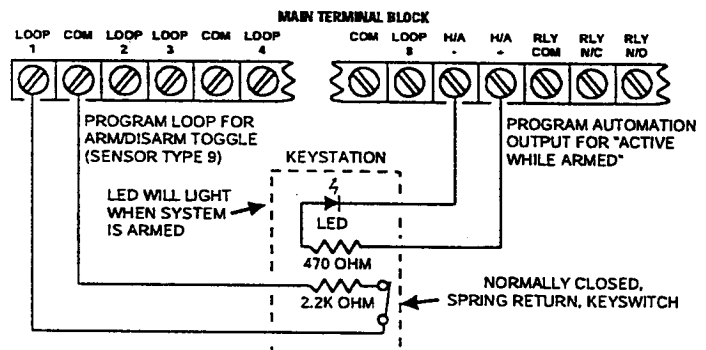 MAIN TERMINAL BLOCK
LOOP 1
COM
LOOP 2
LOOP 3
COM
LOOP 4
COM
LOOP 8
H/A -
H/A +
RLY COM
RLY N/C
RLY N/O
PROGRAM LOOP FOR
ARM/DISARM TOGGLE
(SENSOR TYPE 9)
PROGRAM AUTOMATION
OUTPUT FOR "ACTIVE
WHILE ARMED"
KEYSTATION
LED WILL LIGHT
WHEN SYSTEM
IS ARMED
LED
470 OHM
2.2K OHM
NORMALLY CLOSED,
SPRING RETURN, KEYSWITCH